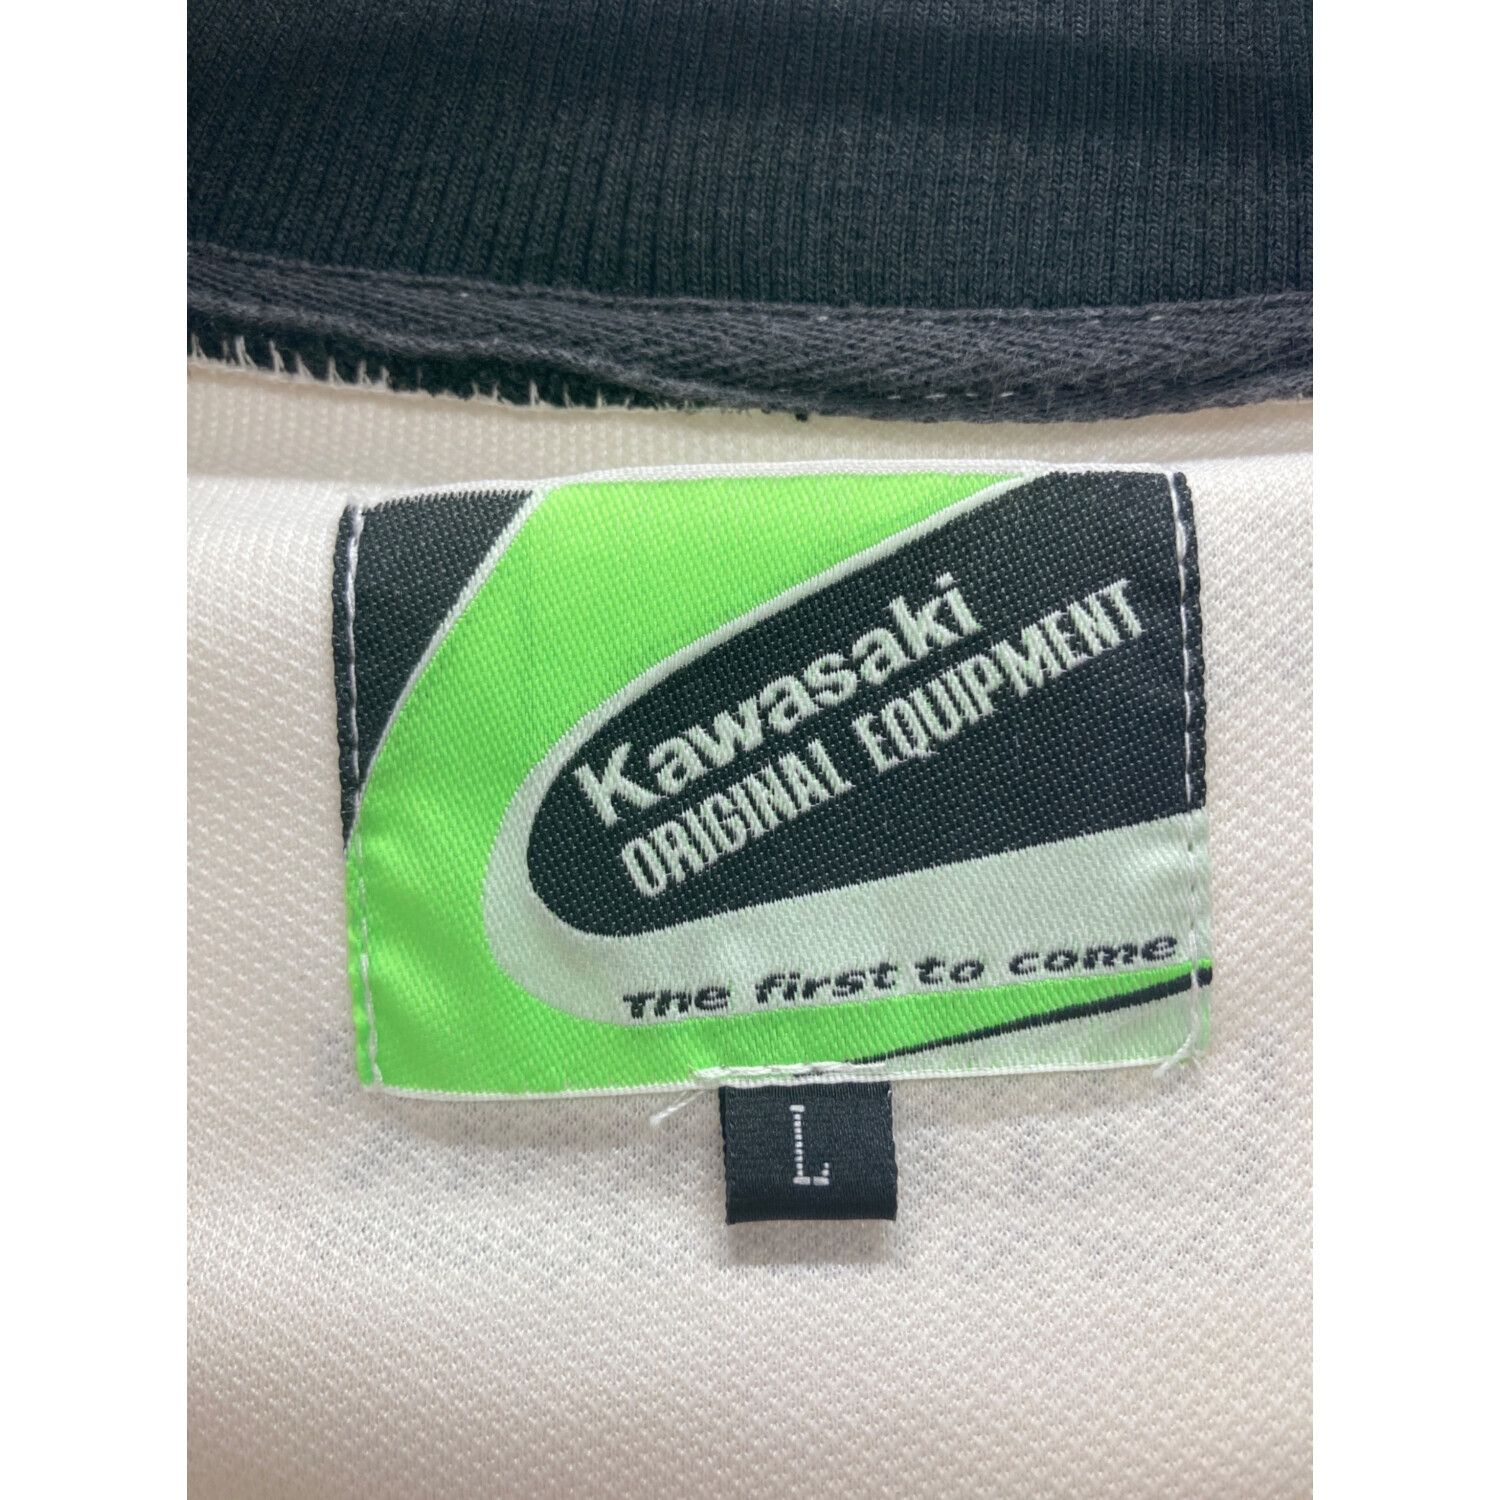 Kawasaki
ORIGINAL EQUIPMENT
The first to come
L